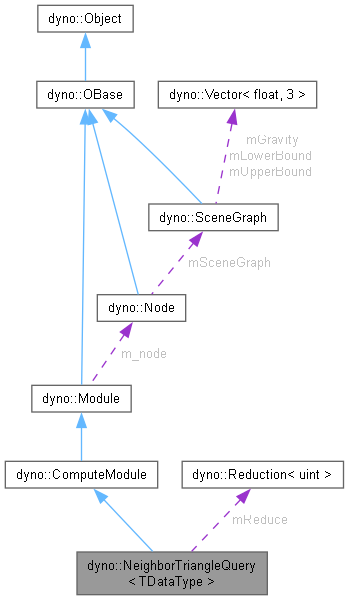 dyno::Object
dyno::OBase
dyno::Vector< float, 3 >
mGravity
mLowerBound
mUpperBound
dyno::SceneGraph
mSceneGraph
dyno::Node
m_node
dyno::Module
dyno::ComputeModule
dyno::Reduction< uint >
mReduce
dyno::NeighborTriangleQuery
< TDataType >